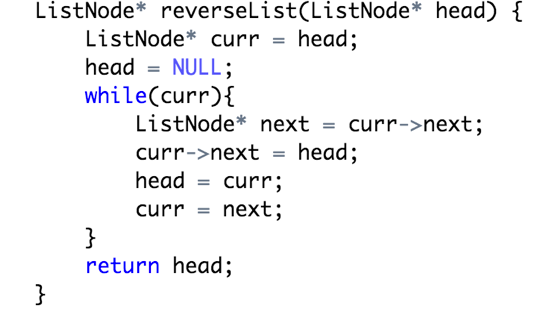 ListNode* reverseList(ListNode* head) {
    ListNode* curr = head;
    head = NULL;
    while(curr){
        ListNode* next = curr->next;
        curr->next = head;
        head = curr;
        curr = next;
    }
    return head;
}